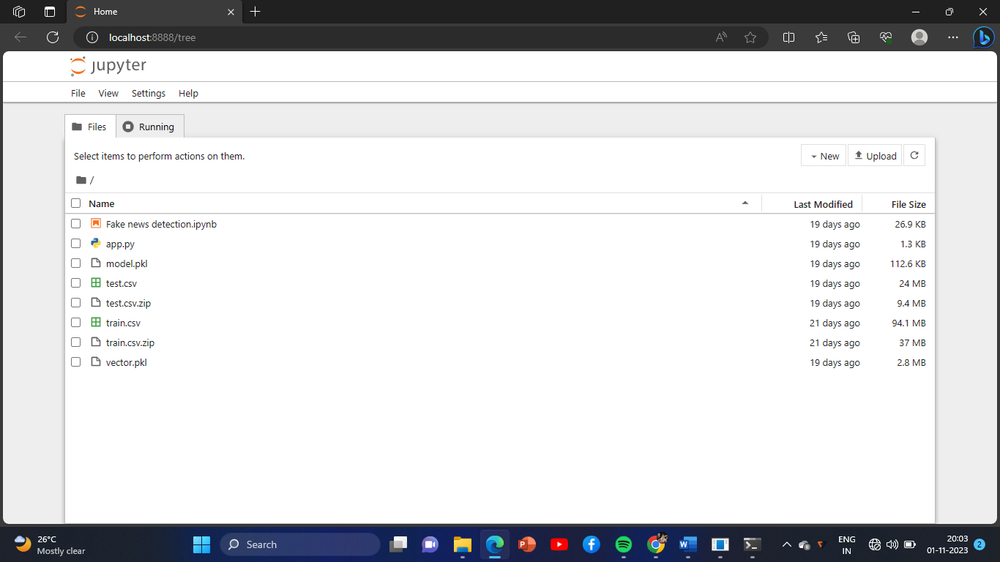 Home
localhost:8888/tree
jupyter
File View Settings Help
Files Running
Select items to perform actions on them.
New Upload
/
Name Last Modified File Size
Fake news detection.ipynb 19 days ago 26.9 KB
app.py 19 days ago 1.3 KB
model.pkl 19 days ago 112.6 KB
test.csv 19 days ago 24 MB
test.csv.zip 19 days ago 9.4 MB
train.csv 21 days ago 94.1 MB
train.csv.zip 21 days ago 37 MB
vector.pkl 19 days ago 2.8 MB
26°C
Mostly clear
Search
ENG
IN
20:03
01-11-2023
2